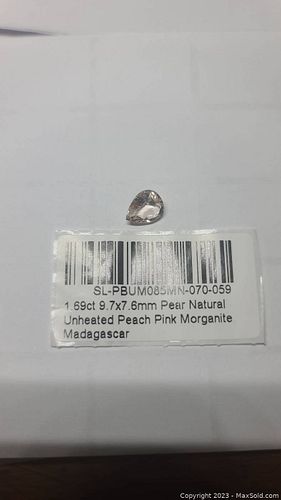 SL-PBUM085MN-070-059
1.69ct 9.7x7.6mm Pear Natural
Unheated Peach Pink Morganite
Madagascar
Copyright © 2023 - MaxSold.com